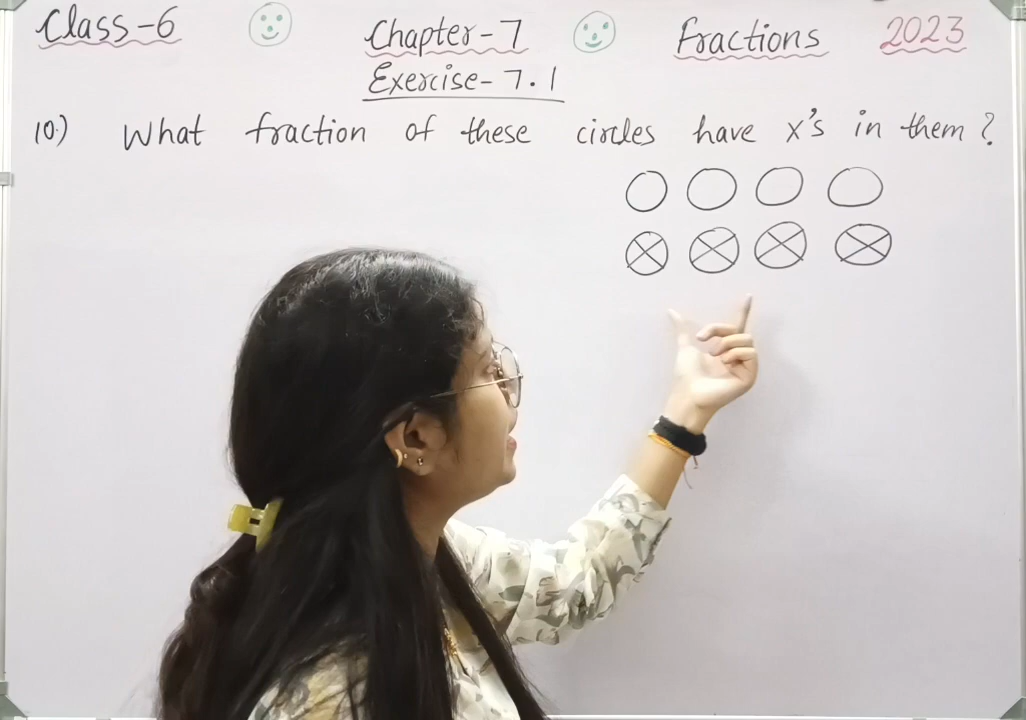 Class-6 Chapter-7 Fractions 2023
Exercise-7.1
10.) What fraction of these circles have x's in them?